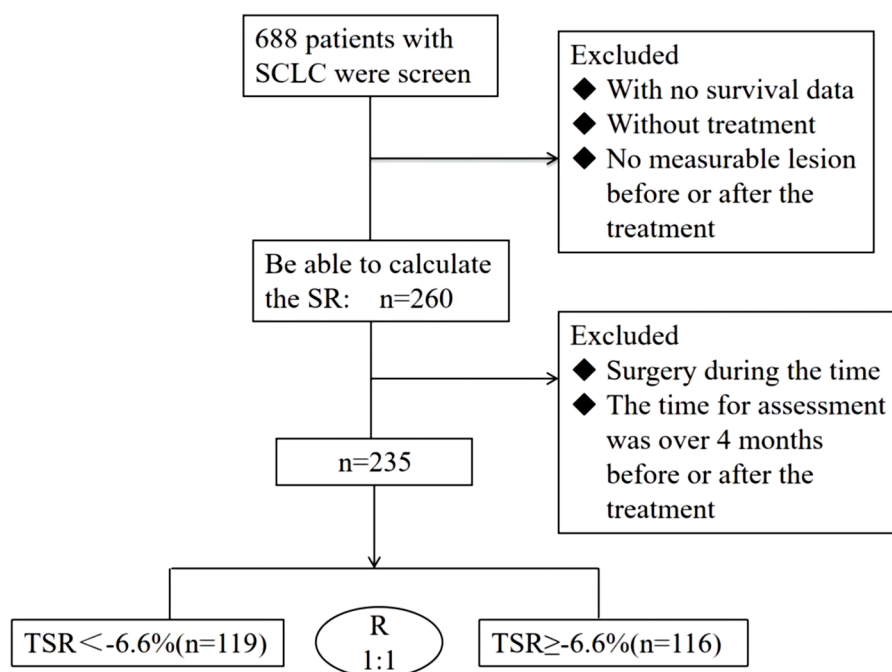 688 patients with
SCLC were screen
Excluded
◆ With no survival data
◆ Without treatment
◆ No measurable lesion
before or after the
treatment
Be able to calculate
the SR: n=260
Excluded
◆ Surgery during the time
◆ The time for assessment
was over 4 months
before or after the
treatment
n=235
TSR＜-6.6%(n=119)
R
1:1
TSR≥-6.6%(n=116)